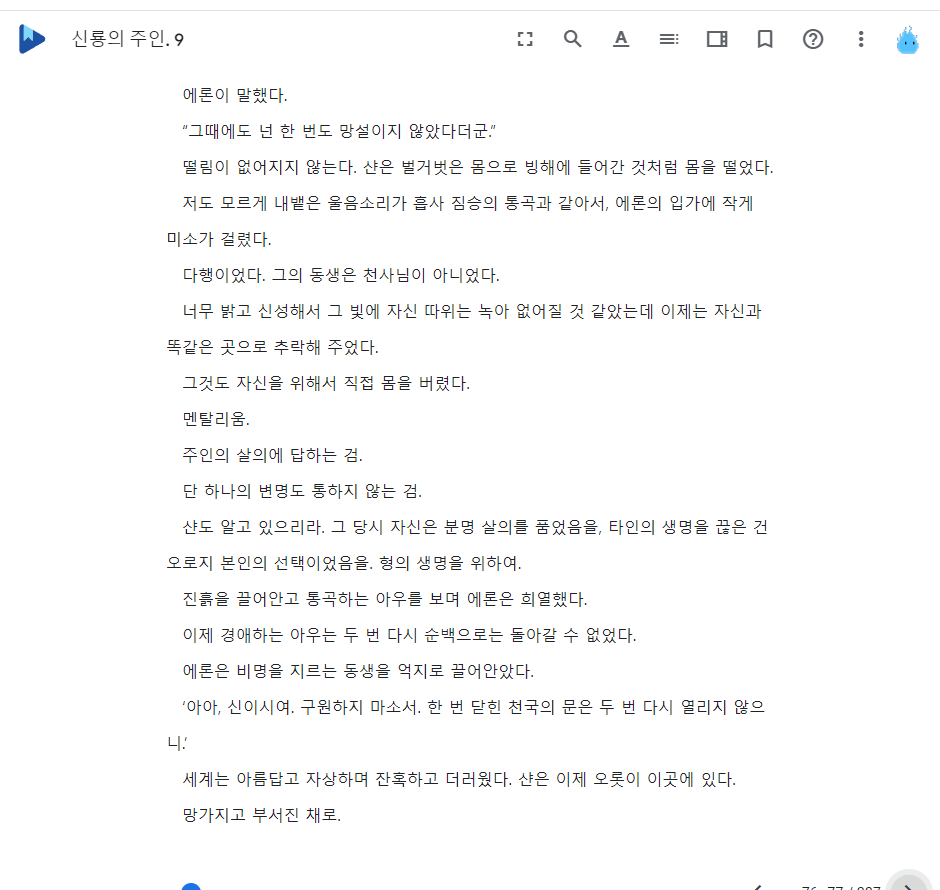 신룡의 주인. 9
에론이 말했다.
“그때에도 넌 한 번도 망설이지 않았다더군.”
떨림이 없어지지 않는다. 샨은 벌거벗은 몸으로 빙해에 들어간 것처럼 몸을 떨었다.
저도 모르게 내뱉은 울음소리가 흡사 짐승의 통곡과 같아서, 에론의 입가에 작게
미소가 걸렸다.
다행이었다. 그의 동생은 천사님이 아니었다.
너무 밝고 신성해서 그 빛에 자신 따위는 녹아 없어질 것 같았는데 이제는 자신과
똑같은 곳으로 추락해 주었다.
그것도 자신을 위해서 직접 몸을 버렸다.
멘탈리움.
주인의 살의에 답하는 검.
단 하나의 변명도 통하지 않는 검.
샨도 알고 있으리라. 그 당시 자신은 분명 살의를 품었음을, 타인의 생명을 끊은 건
오로지 본인의 선택이었음을. 형의 생명을 위하여.
진흙을 끌어안고 통곡하는 아우를 보며 에론은 희열했다.
이제 경애하는 아우는 두 번 다시 순백으로는 돌아갈 수 없었다.
에론은 비명을 지르는 동생을 억지로 끌어안았다.
‘아아, 신이시여. 구원하지 마소서. 한 번 닫힌 천국의 문은 두 번 다시 열리지 않으
니.’
세계는 아름답고 자상하며 잔혹하고 더러웠다. 샨은 이제 오롯이 이곳에 있다.
망가지고 부서진 채로.